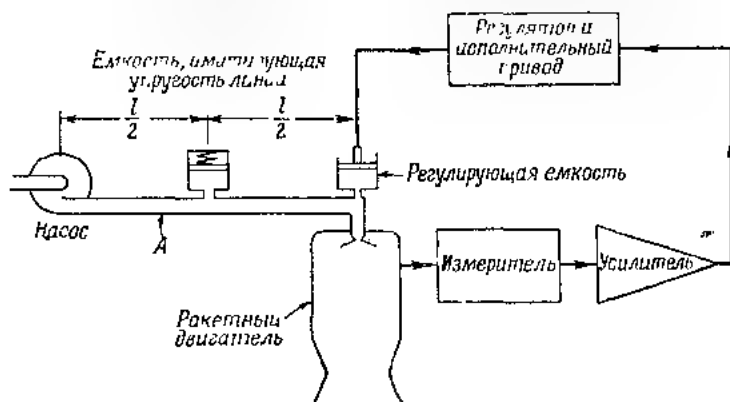 Регулятор и
исполнительный
привод
Емкость, имитирующая
упругость линии
l
2
l
2
Регулирующая емкость
Насос
A
Измеритель
Усилитель
Ракетный
двигатель